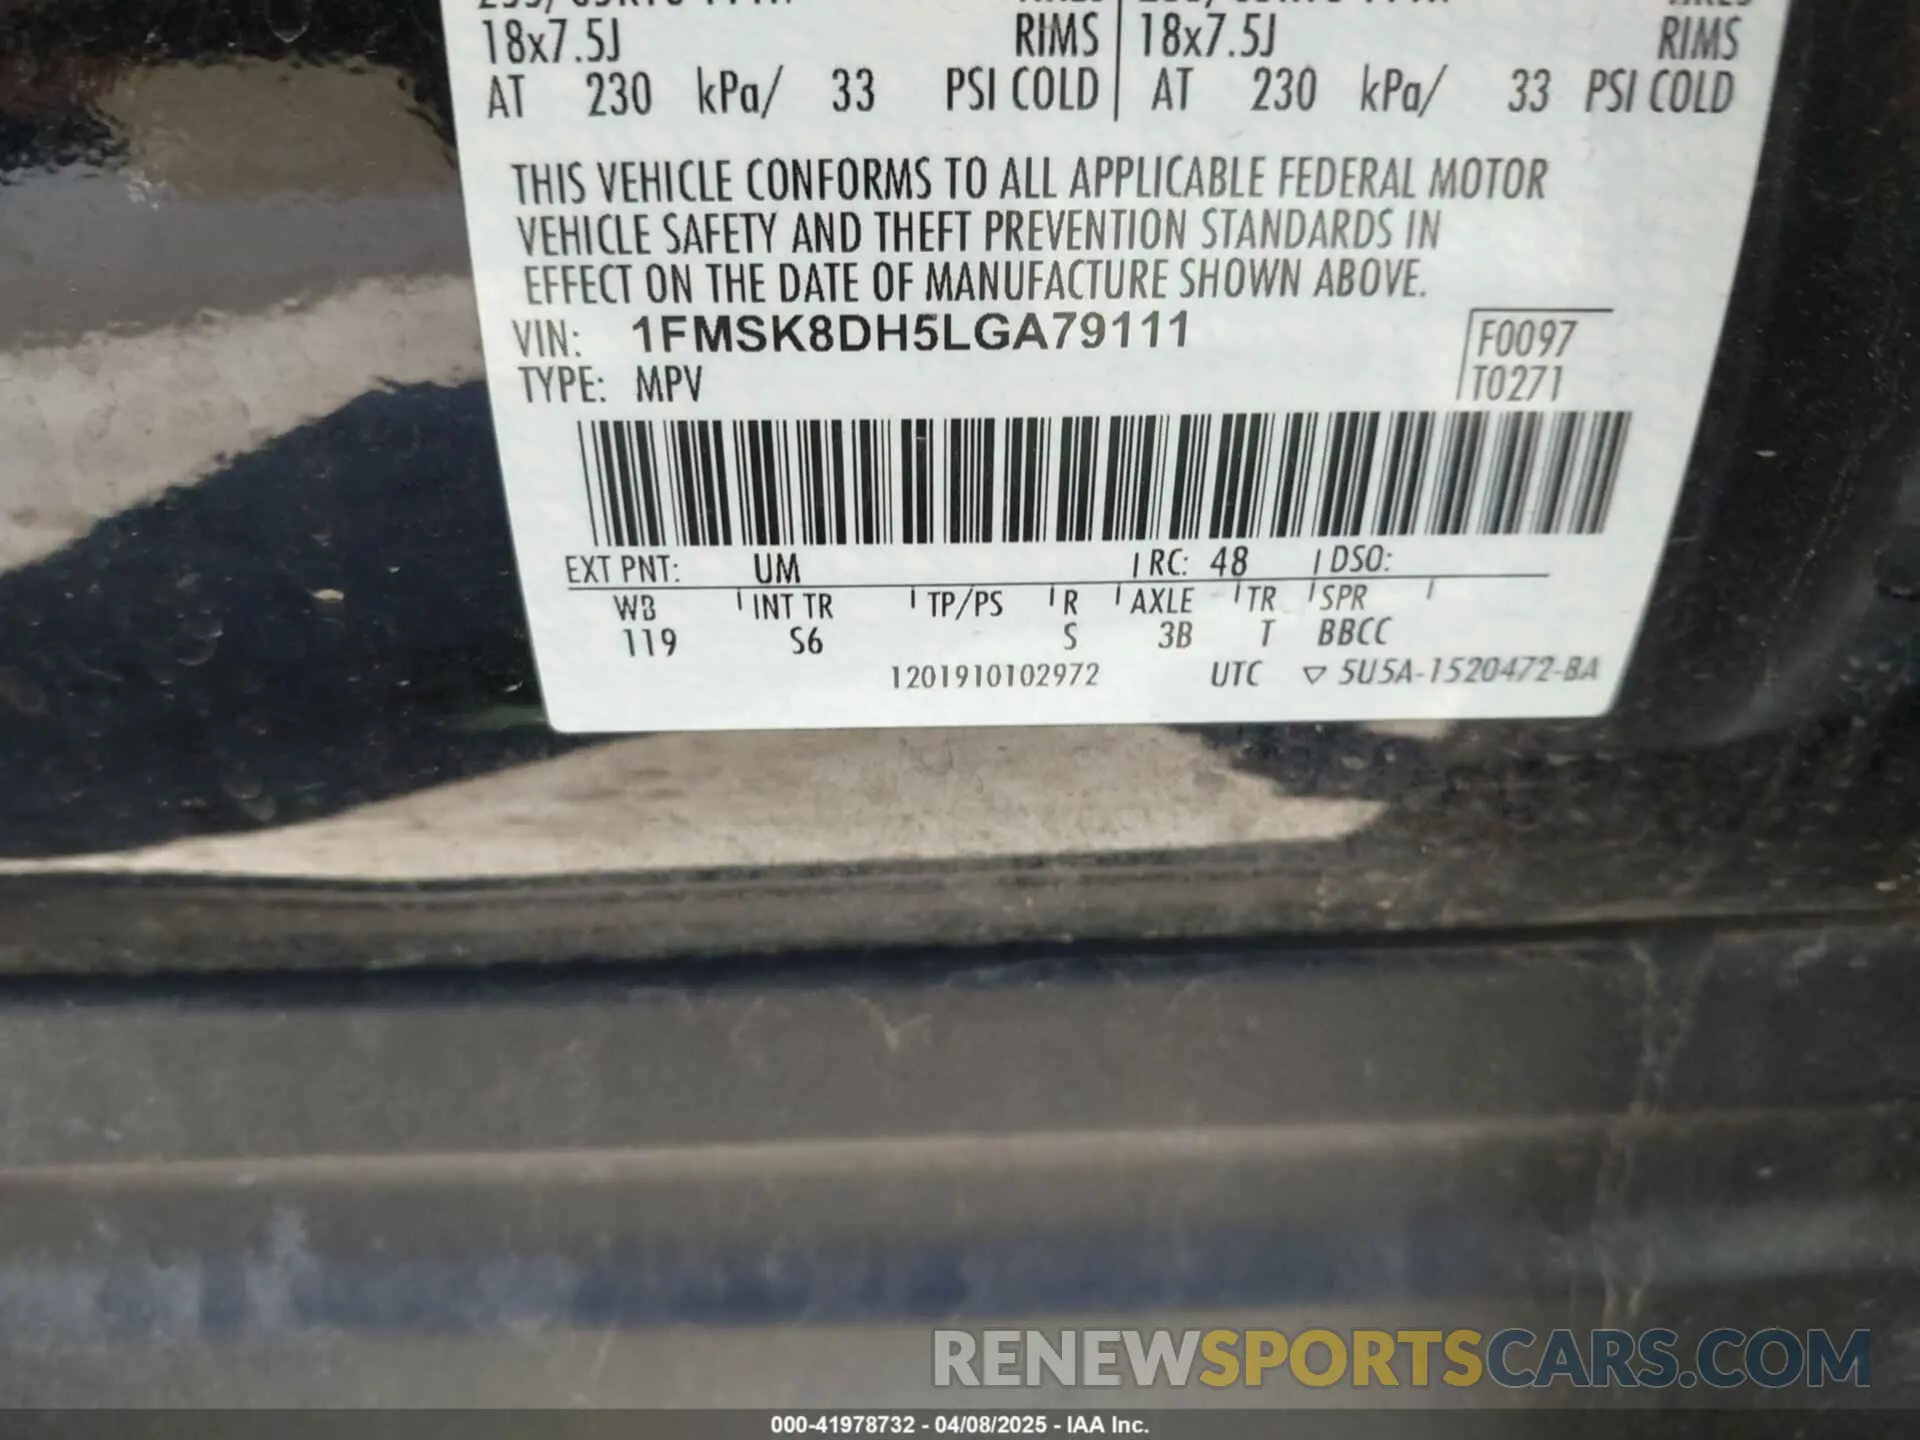 18x7.5J RIMS 18x7.5J RIMS
AT 230 kPa/ 33 PSI COLD AT 230 kPa/ 33 PSI COLD
THIS VEHICLE CONFORMS TO ALL APPLICABLE FEDERAL MOTOR
VEHICLE SAFETY AND THEFT PREVENTION STANDARDS IN
EFFECT ON THE DATE OF MANUFACTURE SHOWN ABOVE.
VIN: 1FMSK8DH5LGA79111 F0097
TYPE: MPV T0271
EXT PNT: UM RC: 48 DSO:
WB INT TR TP/PS R AXLE TR SPR
119 S6 S 3B T BBCC
1201910102972 UTC ▽ 5U5A-1520472-BA
RENEWSPORTSCARS.COM
000-41978732 - 04/08/2025 - IAA Inc.